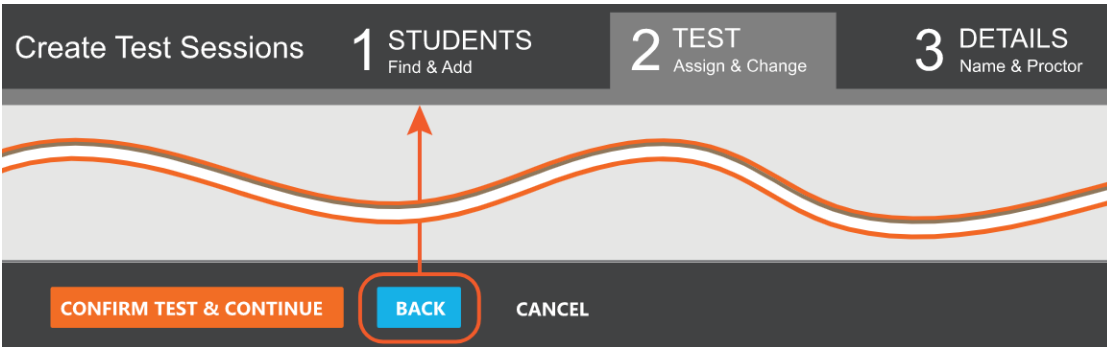 Create Test Sessions
1 STUDENTS
Find & Add
2 TEST
Assign & Change
3 DETAILS
Name & Proctor
CONFIRM TEST & CONTINUE
BACK
CANCEL